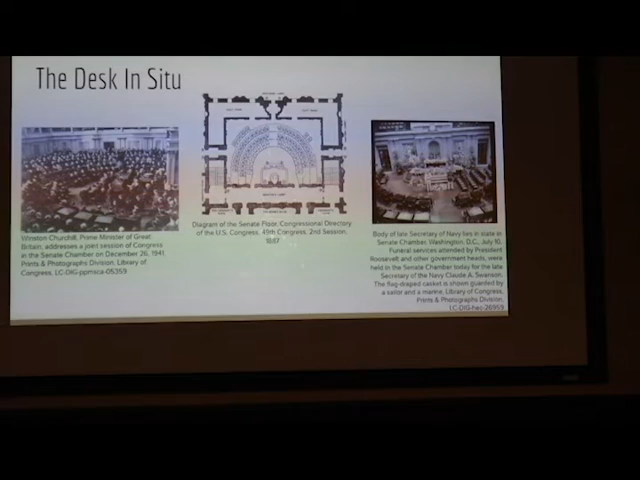 The Desk In Situ
Winston Churchill, Prime Minister of Great
Britain, addresses a joint session of Congress
in the Senate Chamber on December 26, 1941.
Prints & Photographs Division, Library of
Congress, LC-DIG-ppmsca-05359
Diagram of the Senate Floor, Congressional Directory
of the U.S. Congress, 49th Congress, 2nd Session,
1887
Body of late Secretary of Navy lies in state in
Senate Chamber, Washington, D.C., July 10.
Funeral services attended by President
Roosevelt and other government heads, were
held in the Senate Chamber today for the late
Secretary of the Navy Claude A. Swanson.
The flag-draped casket is shown guarded by
a sailor and a marine, Library of Congress,
Prints & Photographs Division,
LC-DIG-hec-26959